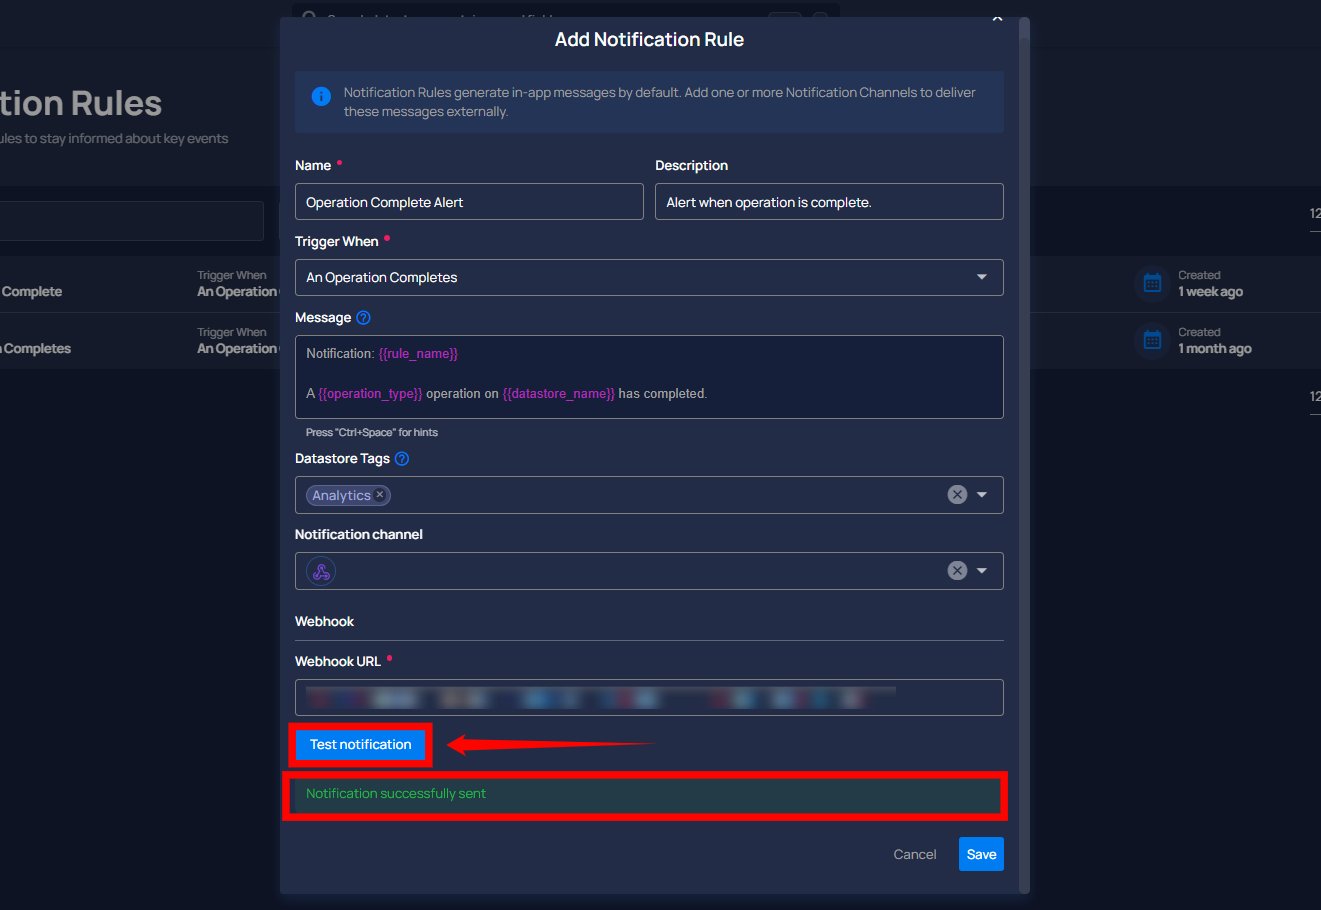 Add Notification Rule
Notification Rules generate in-app messages by default. Add one or more Notification Channels to deliver
these messages externally.
tion Rules
ules to stay informed about key events
Name •
Description
Operation Complete Alert
Alert when operation is complete.
Trigger When •
An Operation Completes
12
Trigger When
Complete
An Operation
Created
1 week ago
Message ?
Notification: {{rule_name}}
A {{operation_type}} operation on {{datastore_name}} has completed.
Trigger When
Completes
An Operation
Created
1 month ago
12
Press "Ctrl+Space" for hints
Datastore Tags ?
Analytics
Notification channel
Webhook
Webhook URL •
Test notification
Notification successfully sent
Cancel
Save